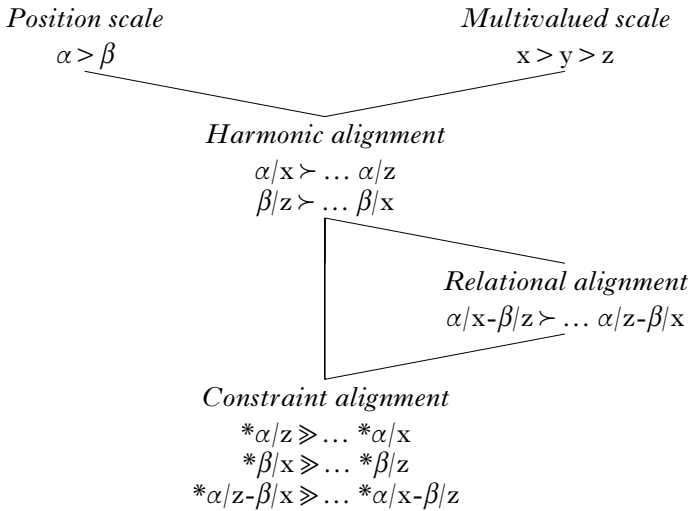 Position scale
Multivalued scale
α > β
x > y > z
Harmonic alignment
α/x ≻ … α/z
β/z ≻ … β/x
Relational alignment
α/x-β/z ≻ … α/z-β/x
Constraint alignment
*α/z ⪢ … *α/x
*β/x ⪢ … *β/z
*α/z-β/x ⪢ … *α/x-β/z